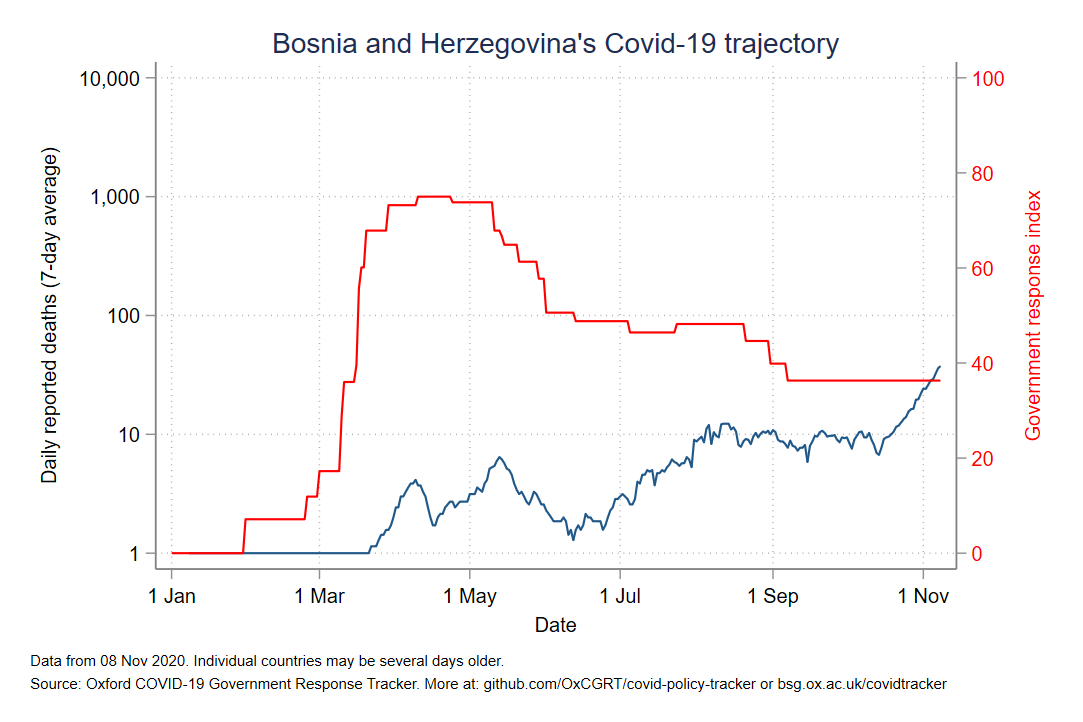 Bosnia and Herzegovina's Covid-19 trajectory
Daily reported deaths (7-day average)
10,000
1,000
100
10
1
100
80
60
40
20
0
Government response index
1 Jan
1 Mar
1 May
1 Jul
1 Sep
1 Nov
Date
Data from 08 Nov 2020. Individual countries may be several days older.
Source: Oxford COVID-19 Government Response Tracker. More at: github.com/OxCGRT/covid-policy-tracker or bsg.ox.ac.uk/covidtracker